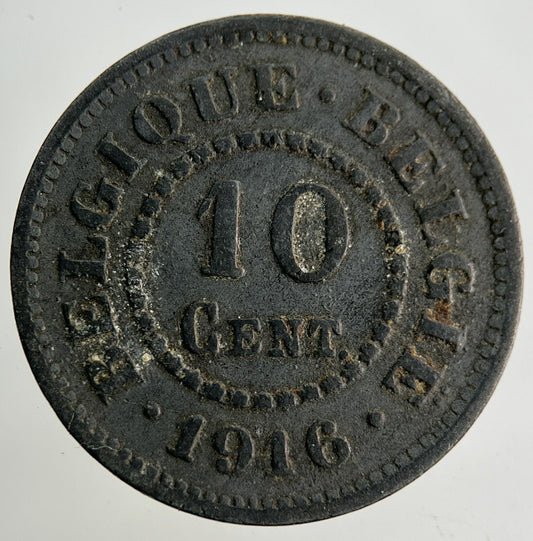 BELGIQUE · BELGIE
10
CENT.
· 1916 ·